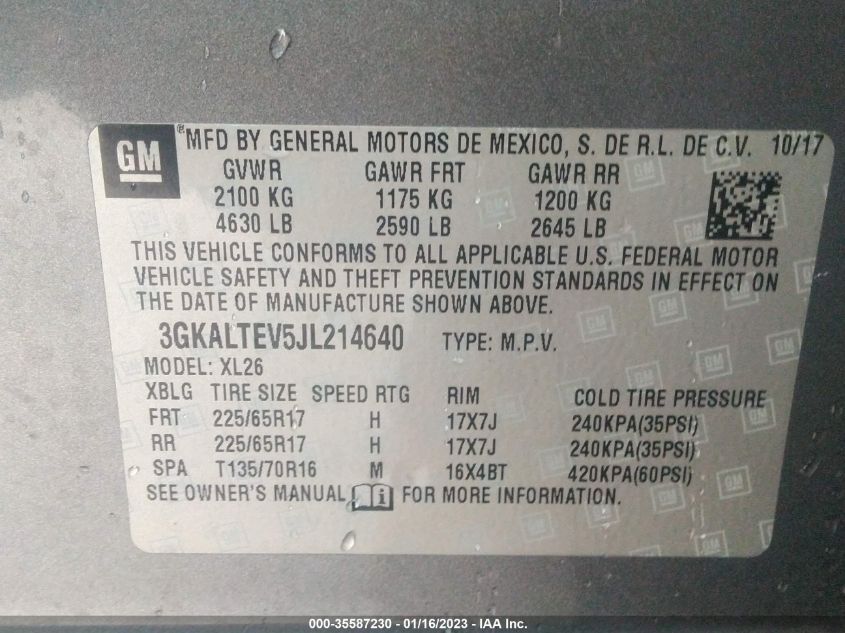 GM
® MFD BY GENERAL MOTORS DE MEXICO, S. DE R.L. DE C.V. 10/17
GVWR GAWR FRT GAWR RR
2100 KG 1175 KG 1200 KG
4630 LB 2590 LB 2645 LB
THIS VEHICLE CONFORMS TO ALL APPLICABLE U.S. FEDERAL MOTOR
VEHICLE SAFETY AND THEFT PREVENTION STANDARDS IN EFFECT ON
THE DATE OF MANUFACTURE SHOWN ABOVE.
3GKALTEV5JL214640 TYPE: M.P.V.
MODEL: XL26
XBLG TIRE SIZE SPEED RTG RIM COLD TIRE PRESSURE
FRT 225/65R17 H 17X7J 240KPA(35PSI)
RR 225/65R17 H 17X7J 240KPA(35PSI)
SPA T135/70R16 M 16X4BT 420KPA(60PSI)
SEE OWNER'S MANUAL i FOR MORE INFORMATION.
000-35587230 - 01/16/2023 - IAA Inc.